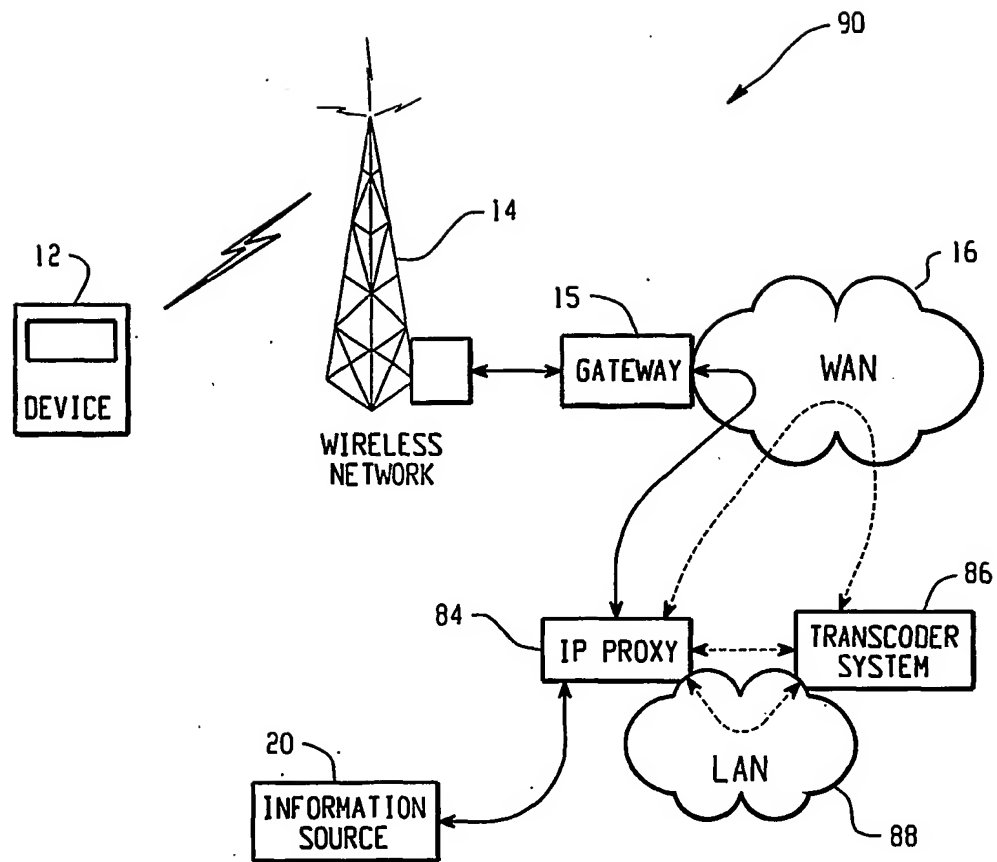 90
14
12
16
15
GATEWAY
WAN
DEVICE
WIRELESS
NETWORK
86
84
IP PROXY
TRANSCODER
SYSTEM
20
LAN
INFORMATION
SOURCE
88